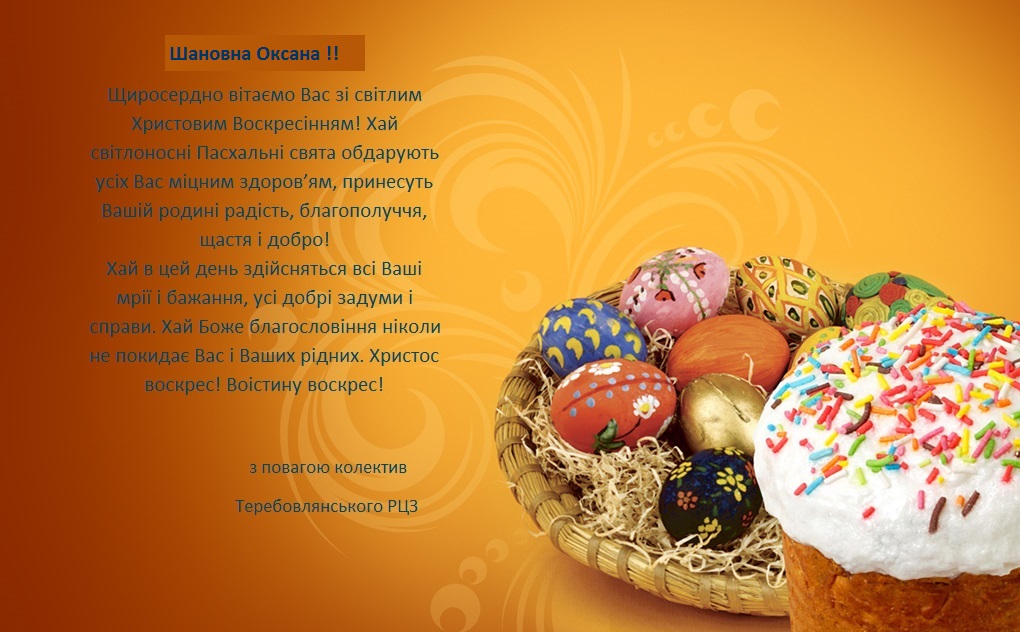 Шановна Оксана !!
Щиросердно вітаємо Вас зі світлим
Христовим Воскресінням! Хай
світлоносні Пасхальні свята обдарують
усіх Вас міцним здоров’ям, принесуть
Вашій родині радість, благополуччя,
щастя і добро!
Хай в цей день здійсняться всі Ваші
мрії і бажання, усі добрі задуми і
справи. Хай Боже благословіння ніколи
не покидає Вас і Ваших рідних. Христос
воскрес! Воістину воскрес!
з повагою колектив
Теребовлянського РЦЗ